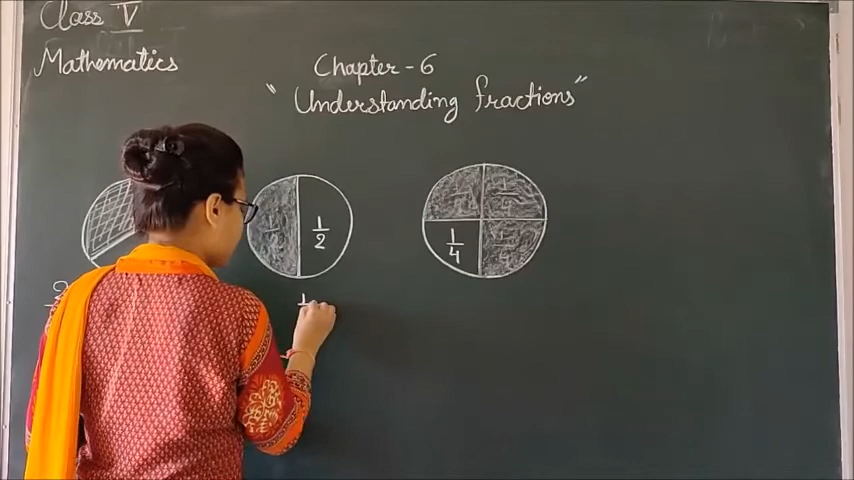 Class V
Mathematics
Chapter - 6
" Understanding fractions "
1/2
1/4